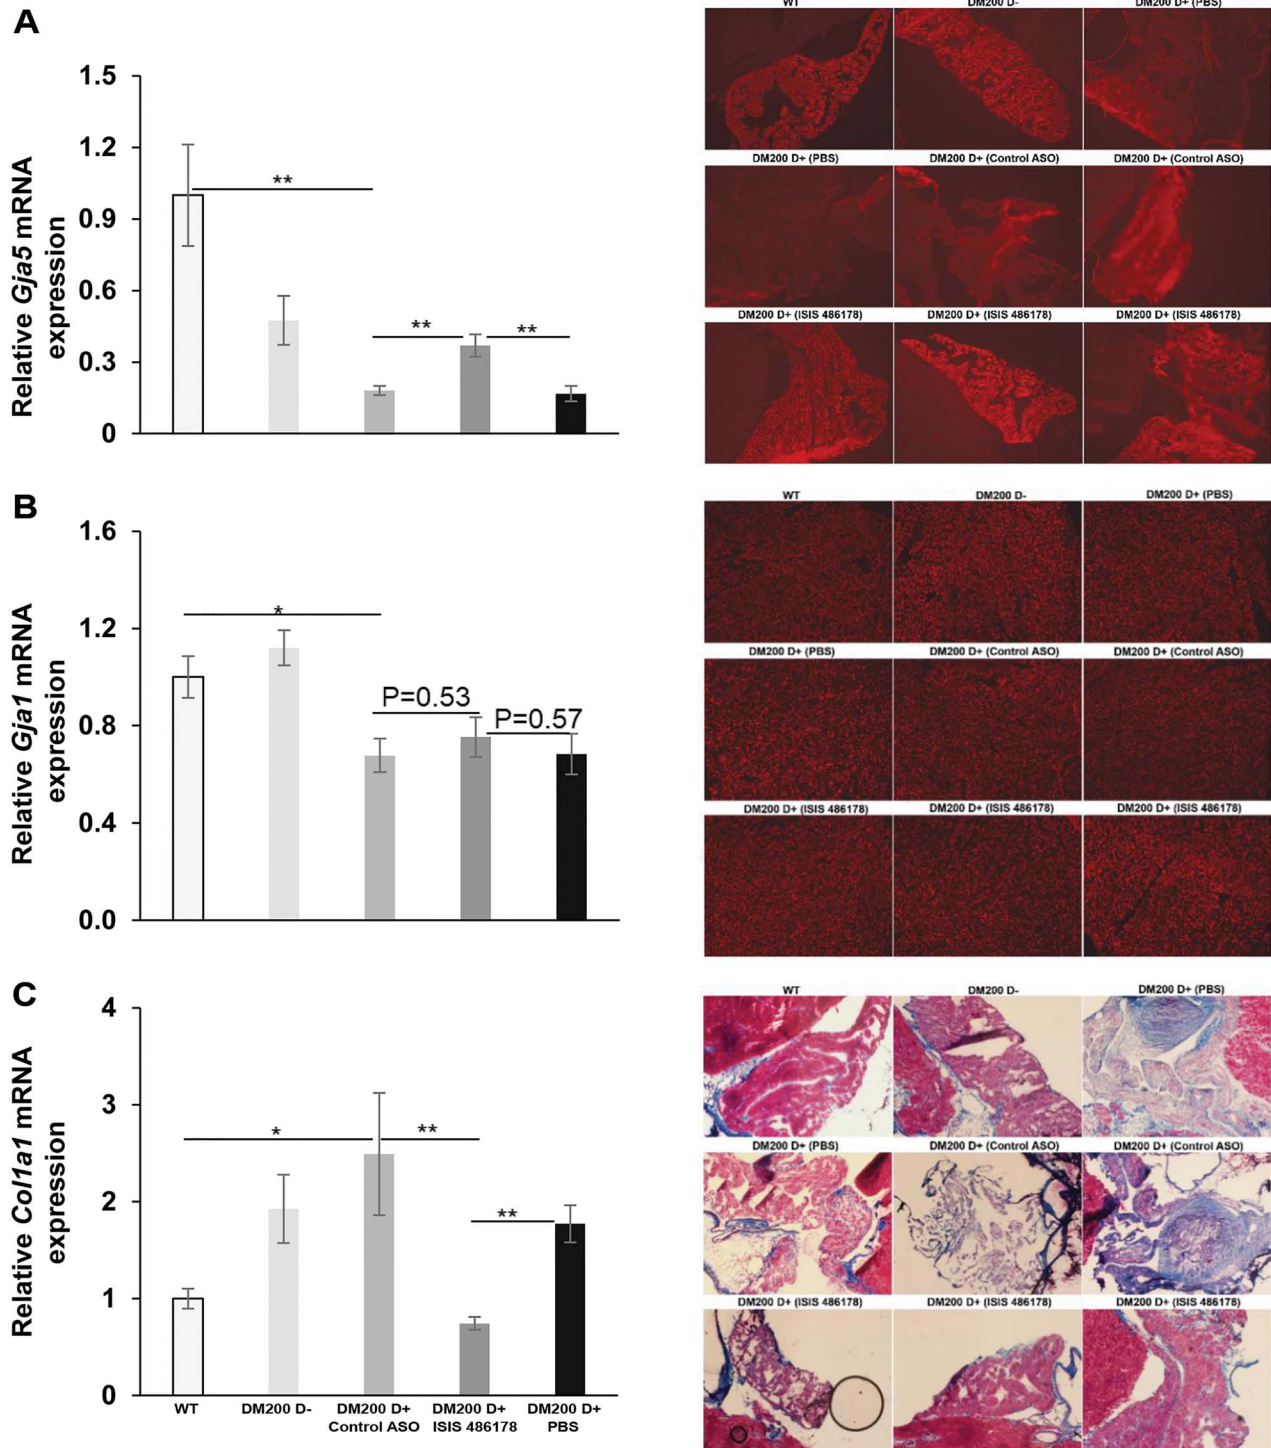 A
Relative Gja5 mRNA
expression
1.5
1.2
0.9
0.6
0.3
0
**
**
**
WT
DM200 D-
DM200 D+ (PBS)
DM200 D+ (PBS)
DM200 D+ (Control ASO)
DM200 D+ (Control ASO)
DM200 D+ (ISIS 486178)
DM200 D+ (ISIS 486178)
DM200 D+ (ISIS 486178)
B
Relative Gja1 mRNA
expression
1.6
1.2
0.8
0.4
0.0
*
P=0.53
P=0.57
WT
DM200 D-
DM200 D+ (PBS)
DM200 D+ (PBS)
DM200 D+ (Control ASO)
DM200 D+ (Control ASO)
DM200 D+ (ISIS 486178)
DM200 D+ (ISIS 486178)
DM200 D+ (ISIS 486178)
C
Relative Col1a1 mRNA
expression
4
3
2
1
0
*
**
**
WT
DM200 D-
DM200 D+
Control ASO
DM200 D+
ISIS 486178
DM200 D+
PBS
WT
DM200 D-
DM200 D+ (PBS)
DM200 D+ (PBS)
DM200 D+ (Control ASO)
DM200 D+ (Control ASO)
DM200 D+ (ISIS 486178)
DM200 D+ (ISIS 486178)
DM200 D+ (ISIS 486178)